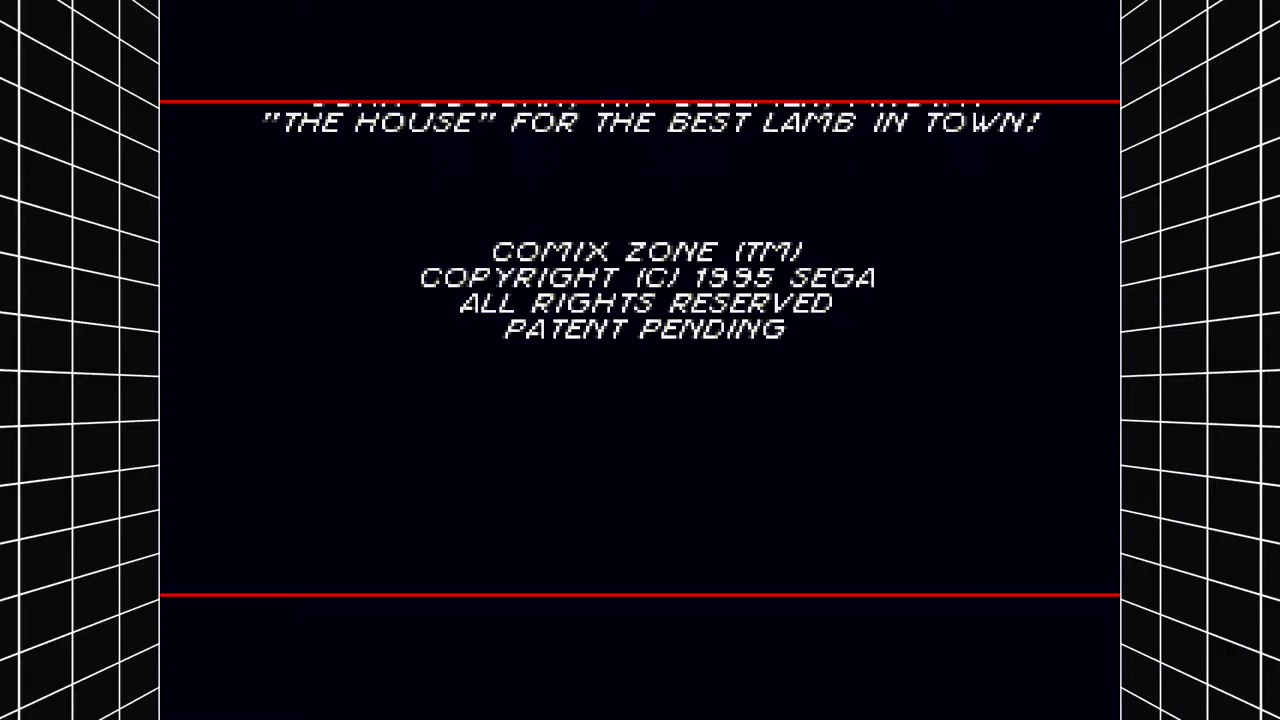 "THE HOUSE" FOR THE BEST LAMB IN TOWN!
COMIX ZONE (TM)
COPYRIGHT (C) 1995 SEGA
ALL RIGHTS RESERVED
PATENT PENDING